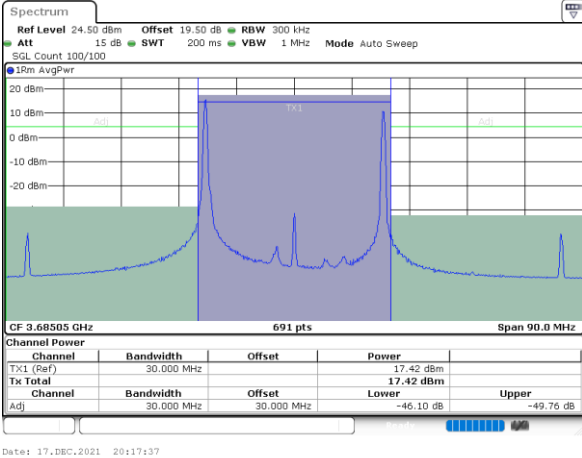 Spectrum
Ref Level 24.50 dBm Offset 19.50 dB RBW 300 kHz
Att 15 dB SWT 200 ms VBW 1 MHz Mode Auto Sweep
SGL Count 100/100
1Rm AvgPwr
20 dBm
TX1
10 dBm
Adj Adj
0 dBm
-10 dBm
-20 dBm
CF 3.68505 GHz 691 pts Span 90.0 MHz
Channel Power
Channel Bandwidth Offset Power
TX1 (Ref) 30.000 MHz 17.42 dBm
Tx Total 17.42 dBm
Channel Bandwidth Offset Lower Upper
Adj 30.000 MHz 30.000 MHz -46.10 dB -49.76 dB
Ready
Date: 17.DEC.2021 20:17:37